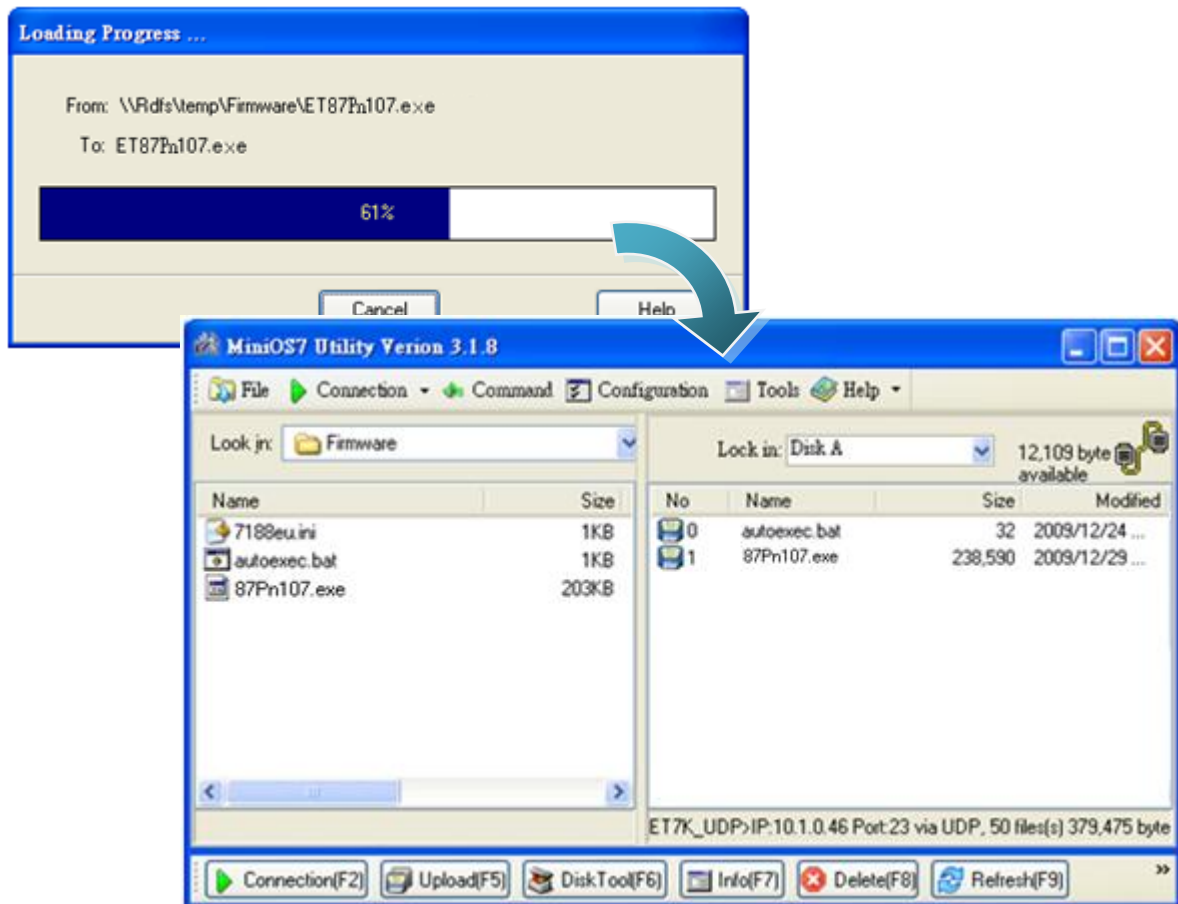 Loading Progress ...
From: \\Rdfs\temp\Firmware\ET87Pn107.exe
To: ET87Pn107.exe
61%
Cancel
Help
MiniOS7 Utility Verion 3.1.8
File Connection Command Configuration Tools Help
Look in: Firmware
Lock in: Disk A
12,109 byte available
Name Size
7188eu.ini 1KB
autoexec.bat 1KB
87Pn107.exe 203KB
No Name Size Modified
0 autoexec.bat 32 2009/12/24 ...
1 87Pn107.exe 238,590 2009/12/29 ...
ET7K_UDP>IP:10.1.0.46 Port:23 via UDP, 50 files(s) 379,475 byte
Connection(F2) Upload(F5) DiskTool(F6) Info(F7) Delete(F8) Refresh(F9) »